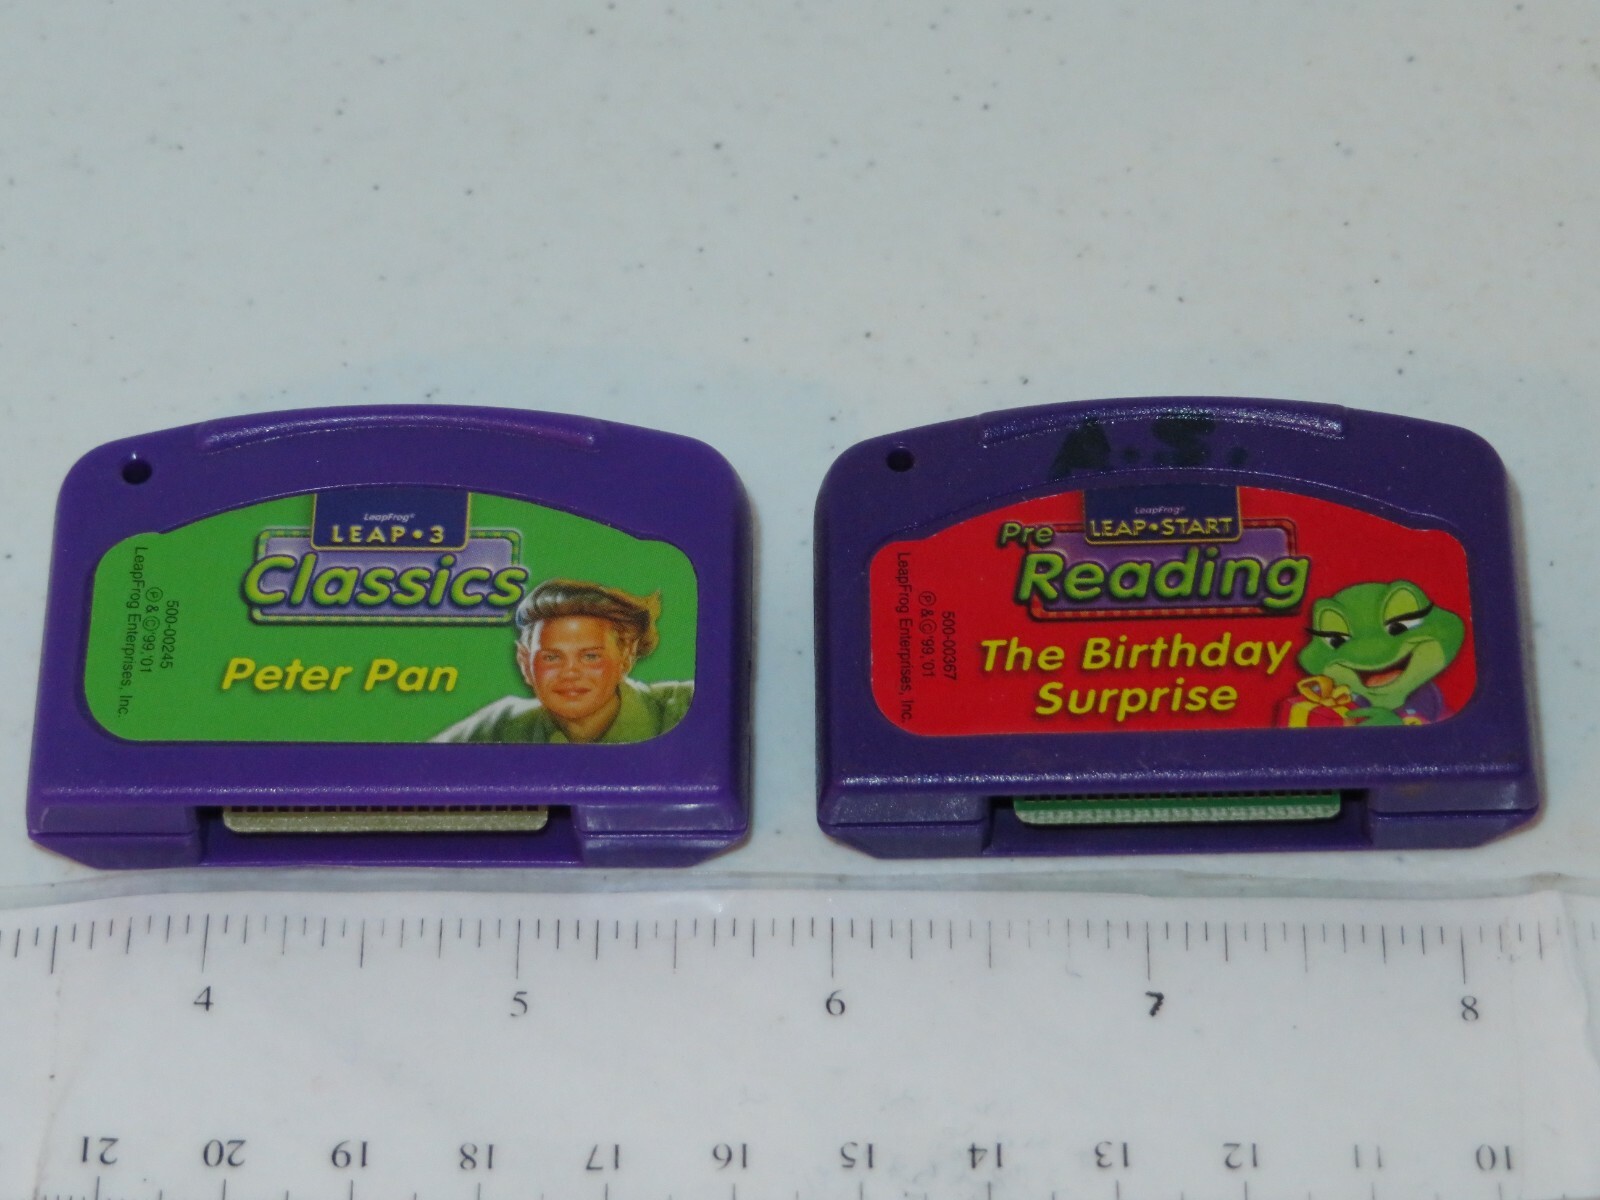 LeapFrog®
LEAP•3
Classics
Peter Pan
500-00245
Ⓟ & Ⓒ '99,'01
LeapFrog Enterprises, Inc.
A.S.
LeapFrog®
LEAP•START
Pre
Reading
The Birthday
Surprise
500-00367
Ⓟ & Ⓒ '99,'01
LeapFrog Enterprises, Inc.
4 5 6 7 8
21 20 19 18 17 16 15 14 13 12 11 10